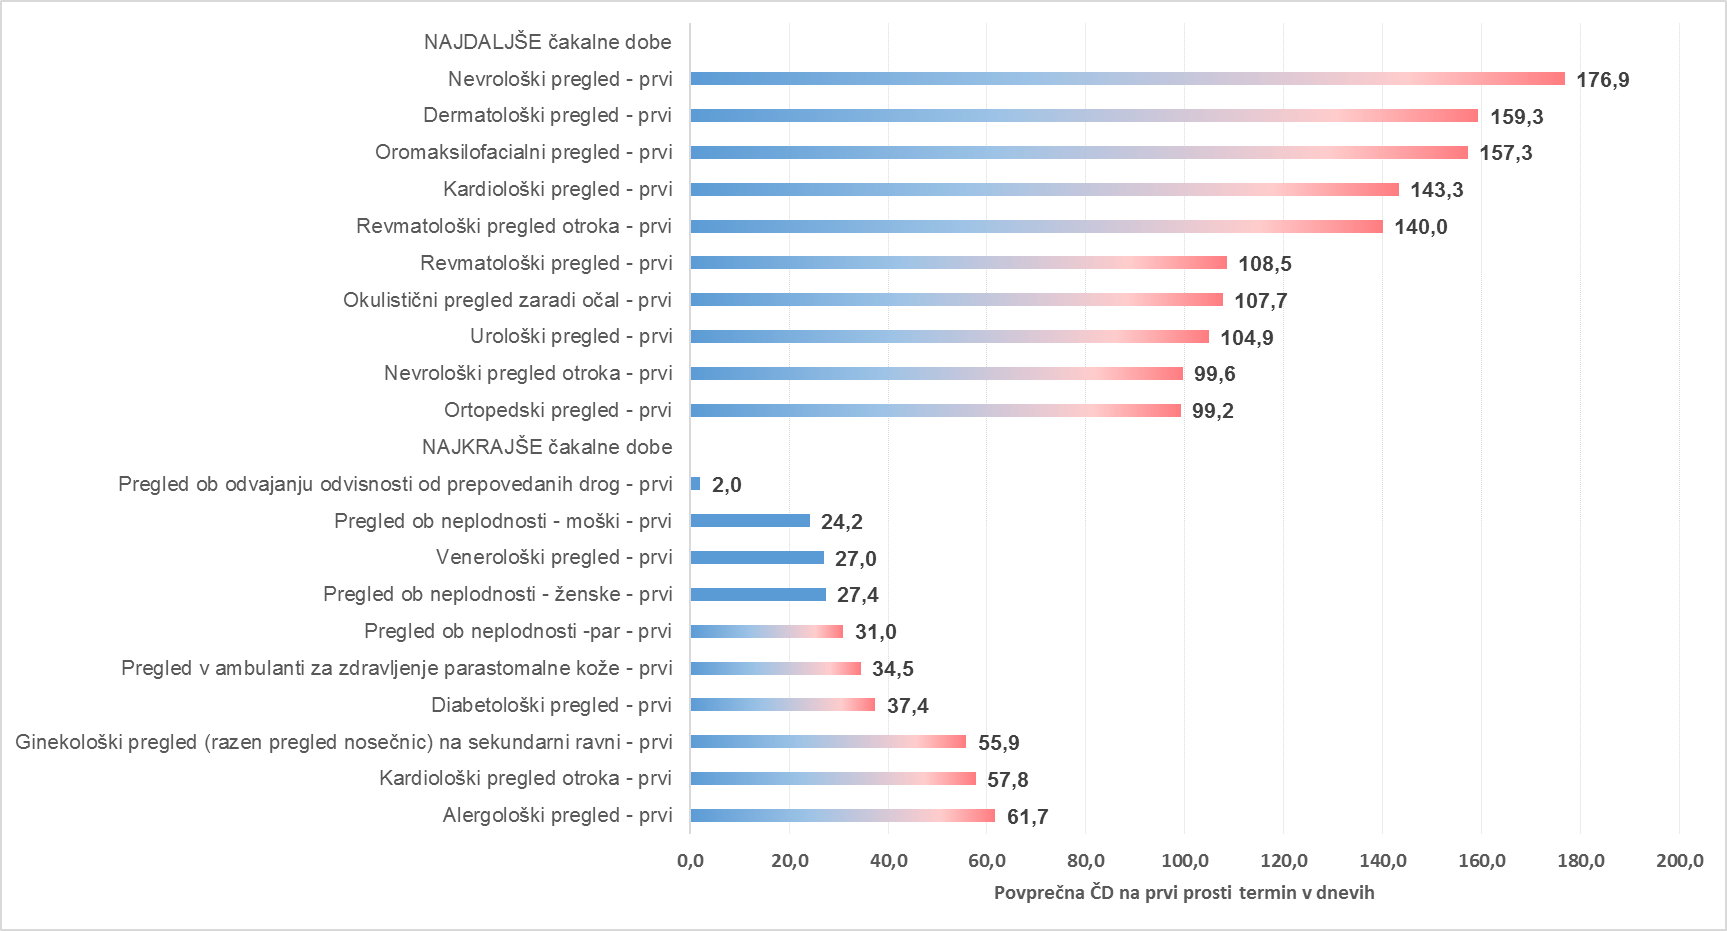 NAJDALJŠE čakalne dobe
Nevrološki pregled - prvi 176,9
Dermatološki pregled - prvi 159,3
Oromaksilofacialni pregled - prvi 157,3
Kardiološki pregled - prvi 143,3
Revmatološki pregled otroka - prvi 140,0
Revmatološki pregled - prvi 108,5
Okulistični pregled zaradi očal - prvi 107,7
Urološki pregled - prvi 104,9
Nevrološki pregled otroka - prvi 99,6
Ortopedski pregled - prvi 99,2
NAJKRAJŠE čakalne dobe
Pregled ob odvajanju odvisnosti od prepovedanih drog - prvi 2,0
Pregled ob neplodnosti - moški - prvi 24,2
Venerološki pregled - prvi 27,0
Pregled ob neplodnosti - ženske - prvi 27,4
Pregled ob neplodnosti -par - prvi 31,0
Pregled v ambulanti za zdravljenje parastomalne kože - prvi 34,5
Diabetološki pregled - prvi 37,4
Ginekološki pregled (razen pregled nosečnic) na sekundarni ravni - prvi 55,9
Kardiološki pregled otroka - prvi 57,8
Alergološki pregled - prvi 61,7
0,0 20,0 40,0 60,0 80,0 100,0 120,0 140,0 160,0 180,0 200,0
Povprečna ČD na prvi prosti termin v dnevih